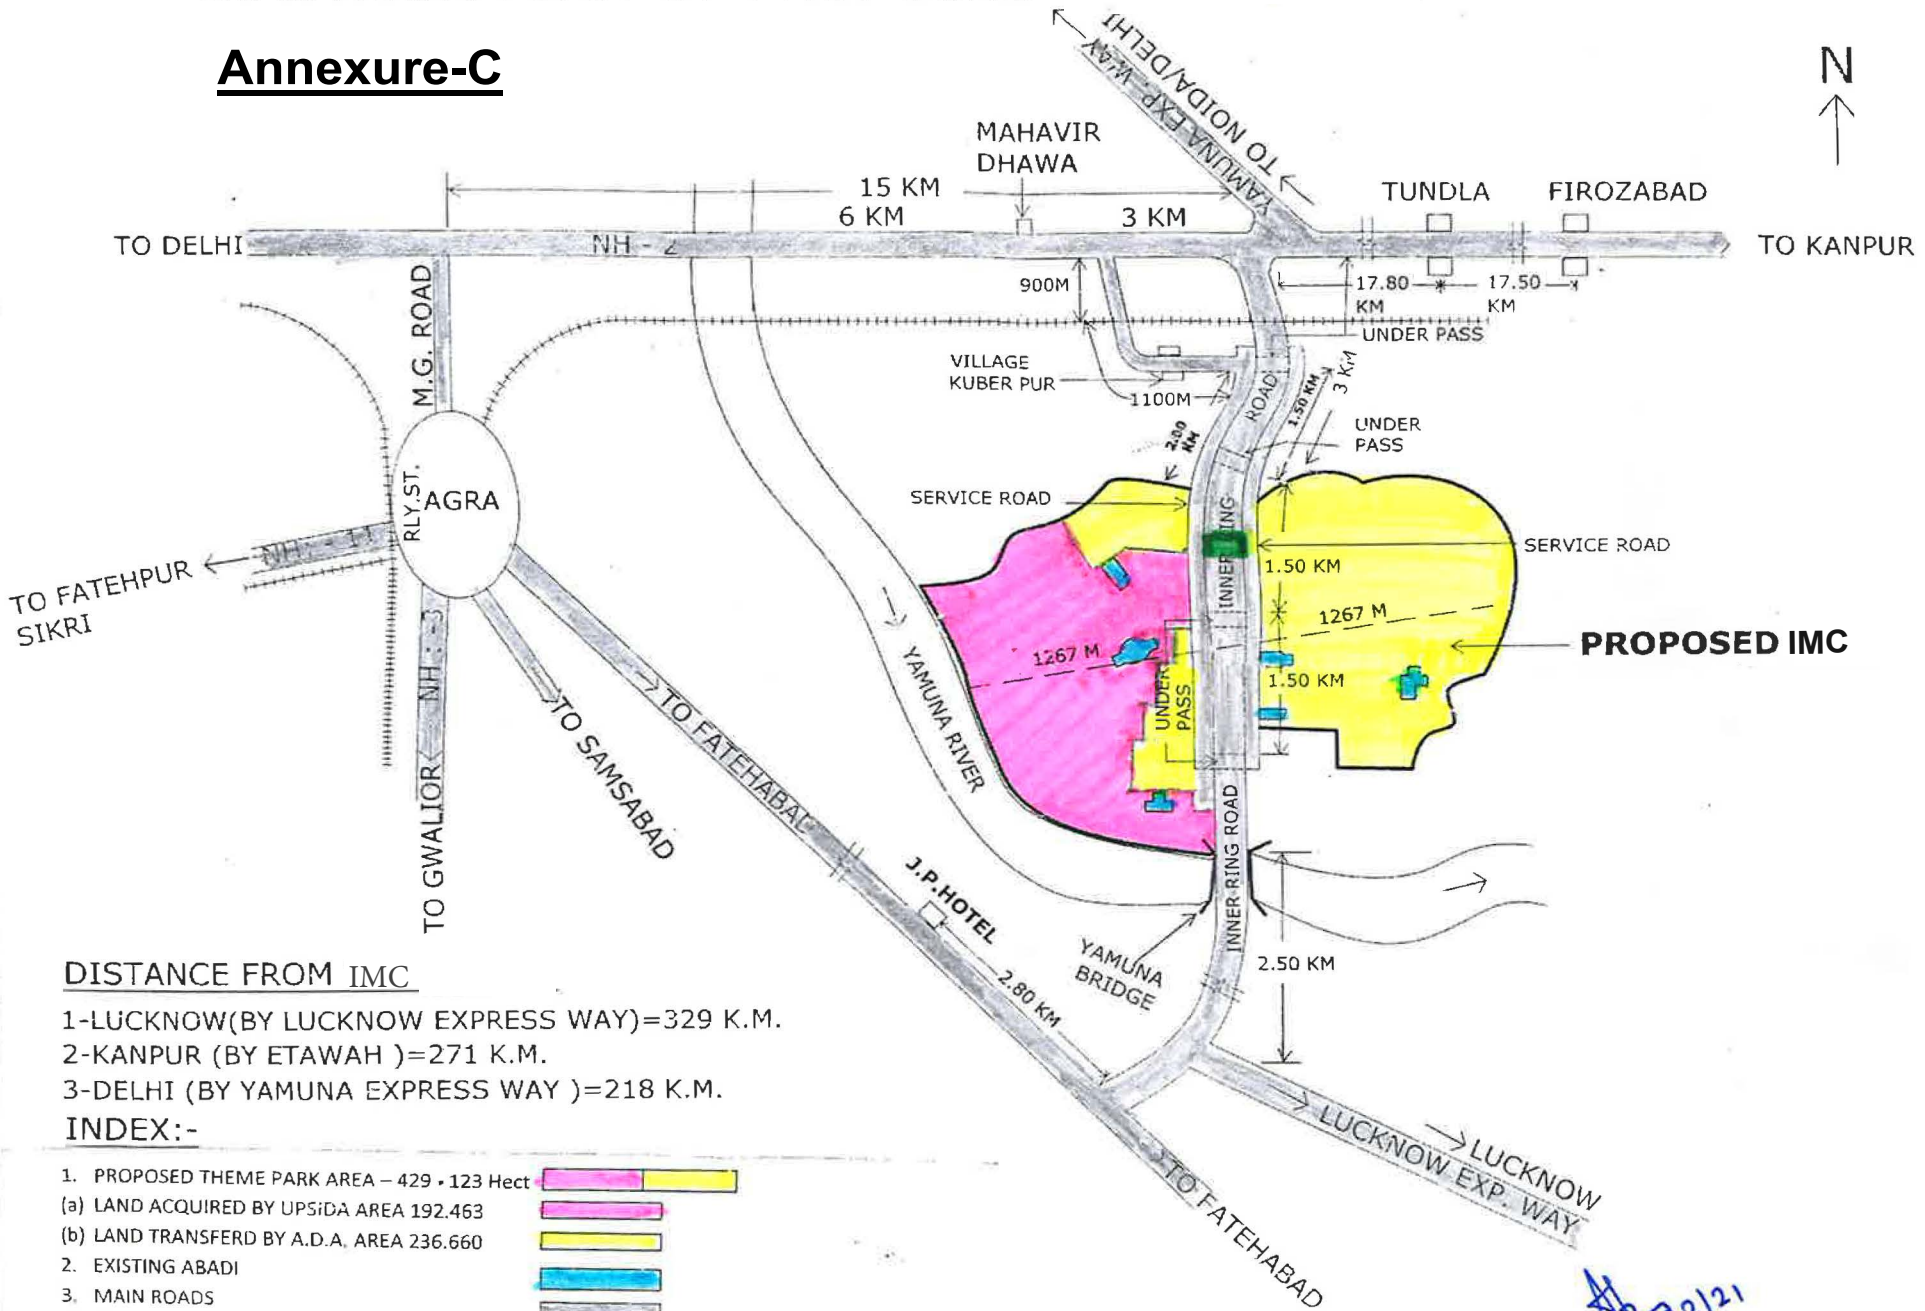 Annexure-C
N
TO NOIDA/DELHI
YAMUNA EXP. WAY
MAHAVIR
DHAWA
15 KM
6 KM
3 KM
TUNDLA
FIROZABAD
TO DELHI
NH - 2
TO KANPUR
M.G. ROAD
900M
17.80
KM
17.50
KM
UNDER PASS
VILLAGE
KUBER PUR
1100M
ROAD
1.50 KM
3 KM
2.00
KM
UNDER
PASS
RLY.ST.
AGRA
SERVICE ROAD
INNER RING
SERVICE ROAD
1.50 KM
NH - 11
TO FATEHPUR
SIKRI
1267 M
1267 M
PROPOSED IMC
UNDER
PASS
1.50 KM
NH :-3
TO GWALIOR
TO SAMSABAD
TO FATEHABAD
YAMUNA RIVER
J.P.HOTEL
2.80 KM
INNER RING ROAD
YAMUNA
BRIDGE
2.50 KM
LUCKNOW
LUCKNOW EXP. WAY
TO FATEHABAD
DISTANCE FROM IMC
1-LUCKNOW(BY LUCKNOW EXPRESS WAY)=329 K.M.
2-KANPUR (BY ETAWAH )=271 K.M.
3-DELHI (BY YAMUNA EXPRESS WAY )=218 K.M.
INDEX:-
1. PROPOSED THEME PARK AREA – 429 . 123 Hect
(a) LAND ACQUIRED BY UPSIDA AREA 192.463
(b) LAND TRANSFERD BY A.D.A. AREA 236.660
2. EXISTING ABADI
3. MAIN ROADS